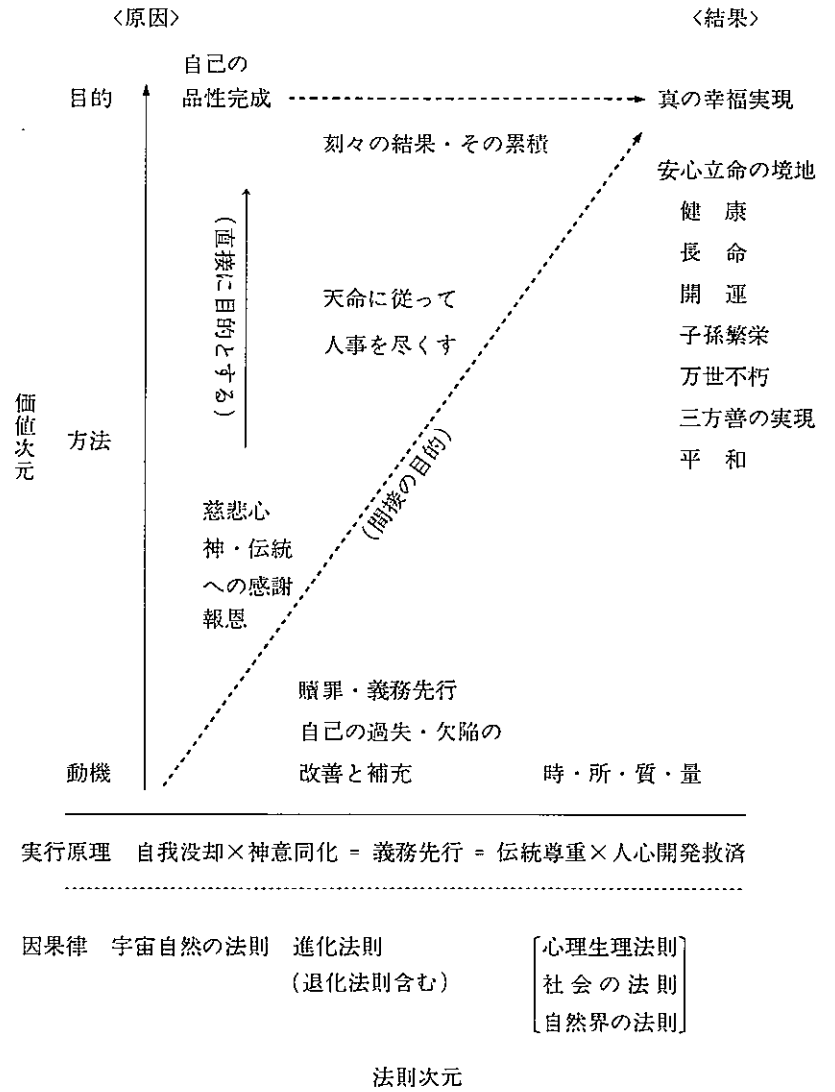 〈原因〉 〈結果〉
自己の
目的 品性完成 真の幸福実現
刻々の結果・その累積
安心立命の境地
健 康
(直接に目的とする)
長 命
天命に従って 開 運
人事を尽くす 子孫繁栄
万世不朽
価値次元
三方善の実現
方法
平 和
(間接の目的)
慈悲心
神・伝統
への感謝
報恩
贖罪・義務先行
自己の過失・欠陥の
動機 改善と補充 時・所・質・量
実行原理 自我没却×神意同化 = 義務先行 = 伝統尊重×人心開発救済
因果律 宇宙自然の法則 進化法則 [心理生理法則]
(退化法則含む) 社会の法則
[自然界の法則]
法則次元